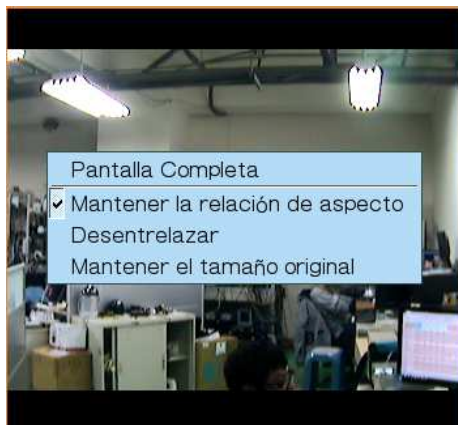 Pantalla Completa
Mantener la relación de aspecto
Desentrelazar
Mantener el tamaño original